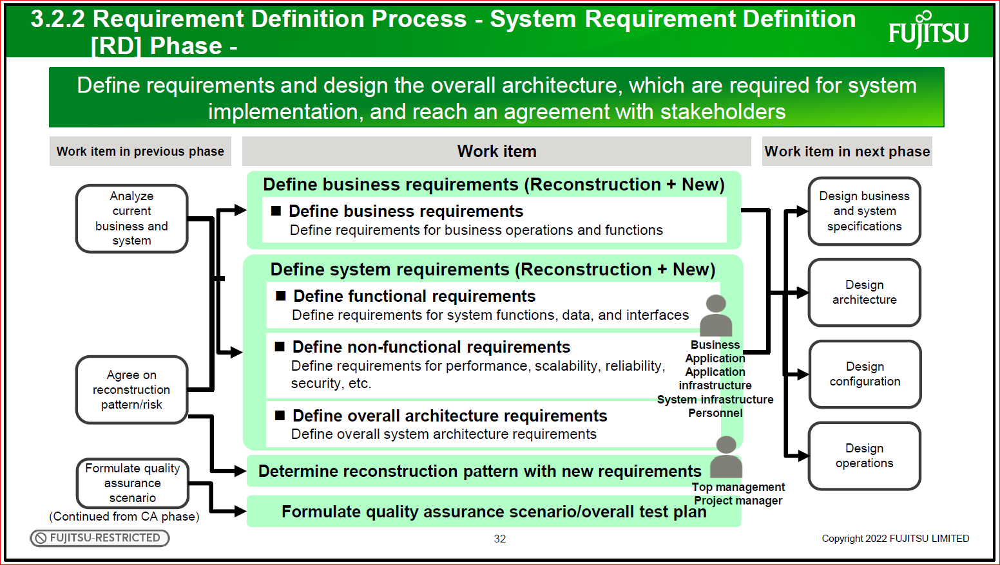 3.2.2 Requirement Definition Process - System Requirement Definition
[RD] Phase -
FUJITSU
Define requirements and design the overall architecture, which are required for system
implementation, and reach an agreement with stakeholders
Work item in previous phase
Work item
Work item in next phase
Analyze
current
business and
system
Agree on
reconstruction
pattern/risk
Formulate quality
assurance
scenario
(Continued from CA phase)
Define business requirements (Reconstruction + New)
■ Define business requirements
Define requirements for business operations and functions
Define system requirements (Reconstruction + New)
■ Define functional requirements
Define requirements for system functions, data, and interfaces
■ Define non-functional requirements
Define requirements for performance, scalability, reliability,
security, etc.
■ Define overall architecture requirements
Define overall system architecture requirements
Business
Application
Application
infrastructure
System infrastructure
Personnel
Determine reconstruction pattern with new requirements
Top management
Project manager
Formulate quality assurance scenario/overall test plan
Design business
and system
specifications
Design
architecture
Design
configuration
Design
operations
FUJITSU-RESTRICTED
32
Copyright 2022 FUJITSU LIMITED